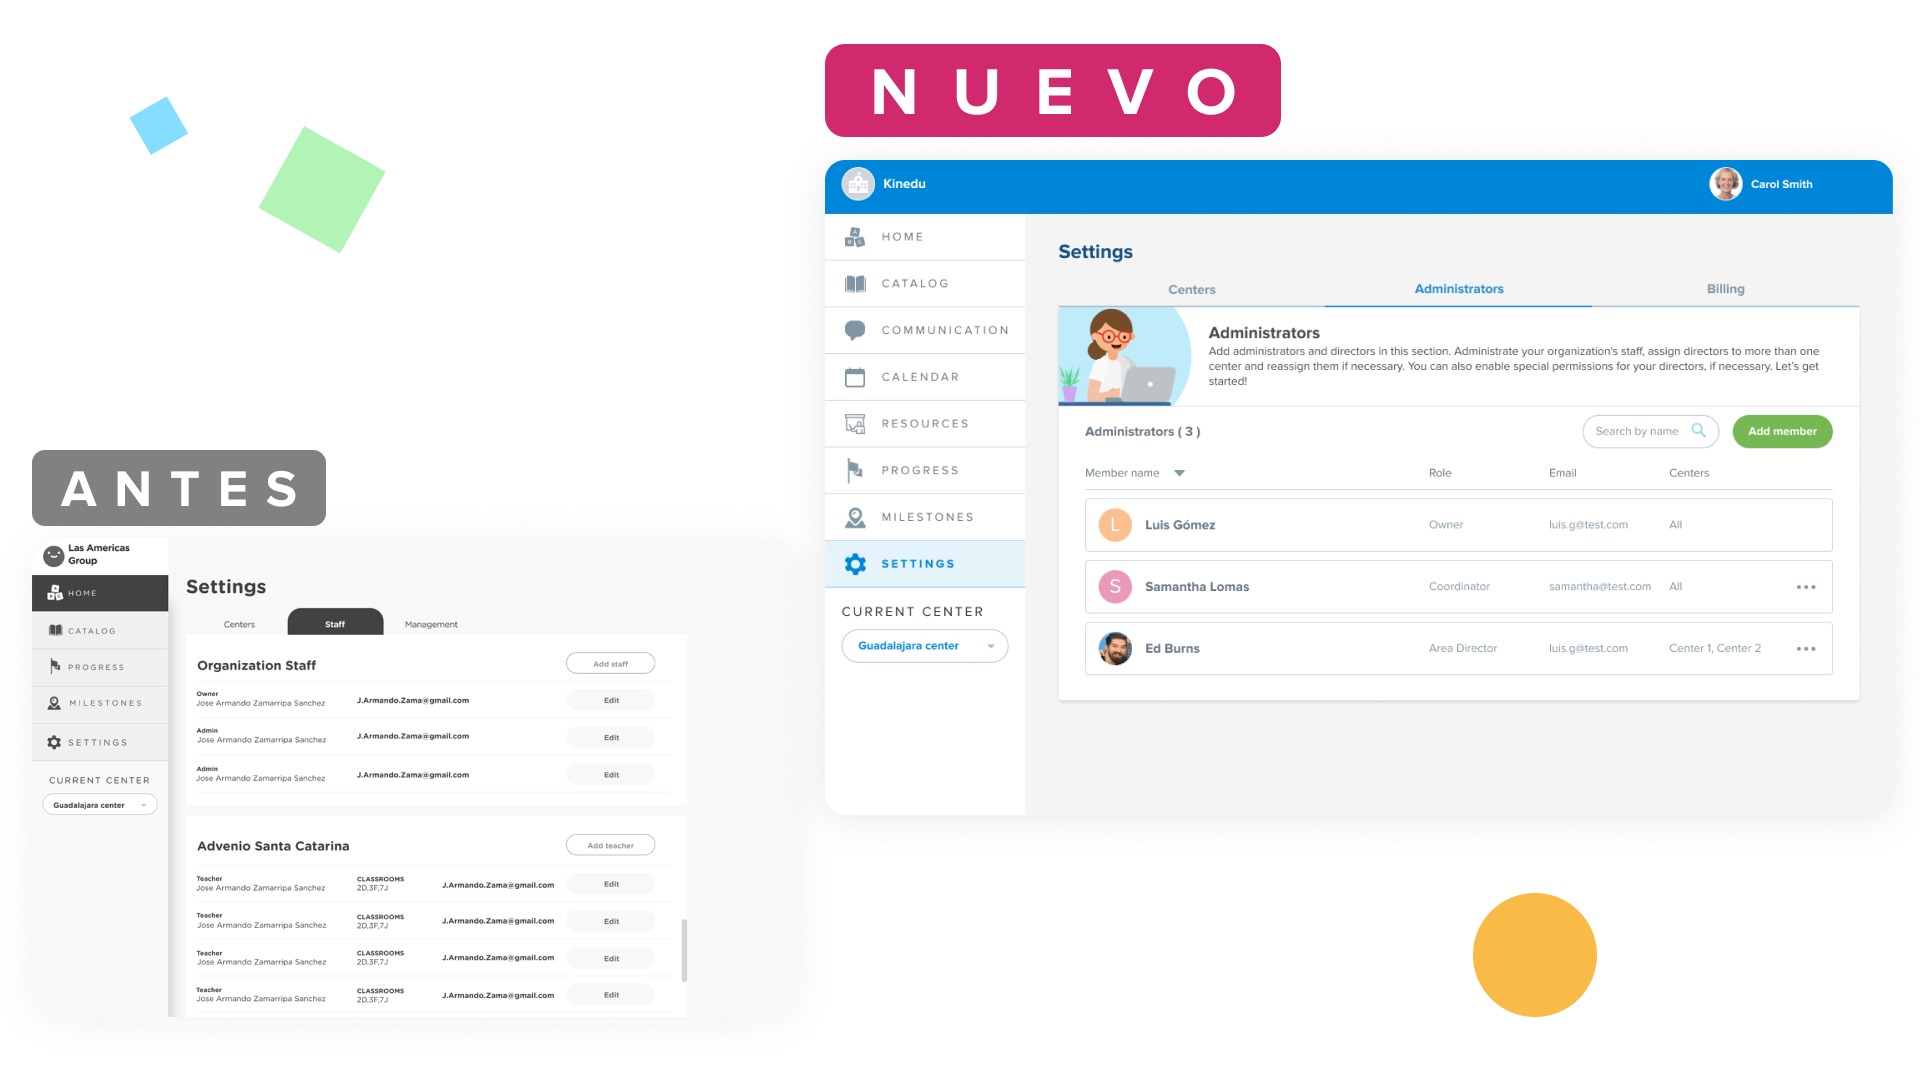 NUEVO
Kinedu
Carol Smith
HOME
CATALOG
COMMUNICATION
CALENDAR
RESOURCES
PROGRESS
MILESTONES
SETTINGS
CURRENT CENTER
Guadalajara center
Settings
Centers Administrators Billing
Administrators
Add administrators and directors in this section. Administrate your organization's staff, assign directors to more than one
center and reassign them if necessary. You can also enable special permissions for your directors, if necessary. Let's get
started!
Administrators ( 3 )
Search by name
Add member
Member name Role Email Centers
L Luis Gómez Owner luis.g@test.com All
S Samantha Lomas Coordinator samantha@test.com All
Ed Burns Area Director luis.g@test.com Center 1, Center 2
ANTES
Las Americas
Group
HOME
CATALOG
PROGRESS
MILESTONES
SETTINGS
CURRENT CENTER
Guadalajara center
Settings
Centers Staff Management
Organization Staff
Add staff
Owner
Jose Armando Zamarripa Sanchez J.Armando.Zama@gmail.com Edit
Admin
Jose Armando Zamarripa Sanchez J.Armando.Zama@gmail.com Edit
Admin
Jose Armando Zamarripa Sanchez J.Armando.Zama@gmail.com Edit
Advenio Santa Catarina
Add teacher
Teacher CLASSROOMS
Jose Armando Zamarripa Sanchez 2D,3F,7J J.Armando.Zama@gmail.com Edit
Teacher CLASSROOMS
Jose Armando Zamarripa Sanchez 2D,3F,7J J.Armando.Zama@gmail.com Edit
Teacher CLASSROOMS
Jose Armando Zamarripa Sanchez 2D,3F,7J J.Armando.Zama@gmail.com Edit
Teacher CLASSROOMS
Jose Armando Zamarripa Sanchez 2D,3F,7J J.Armando.Zama@gmail.com Edit